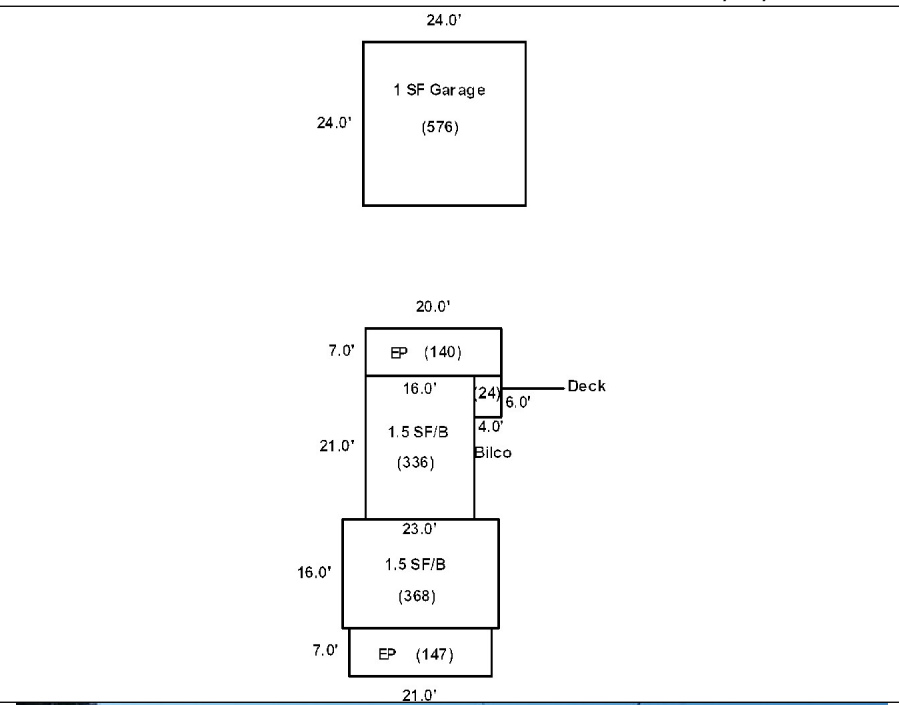 24.0'
1 SF Garage
24.0'
(576)
20.0'
7.0'
EP (140)
16.0'
(24)
Deck
6.0'
4.0'
1.5 SF/B
21.0'
(336)
Bilco
23.0'
1.5 SF/B
16.0'
(368)
7.0'
EP (147)
21.0'